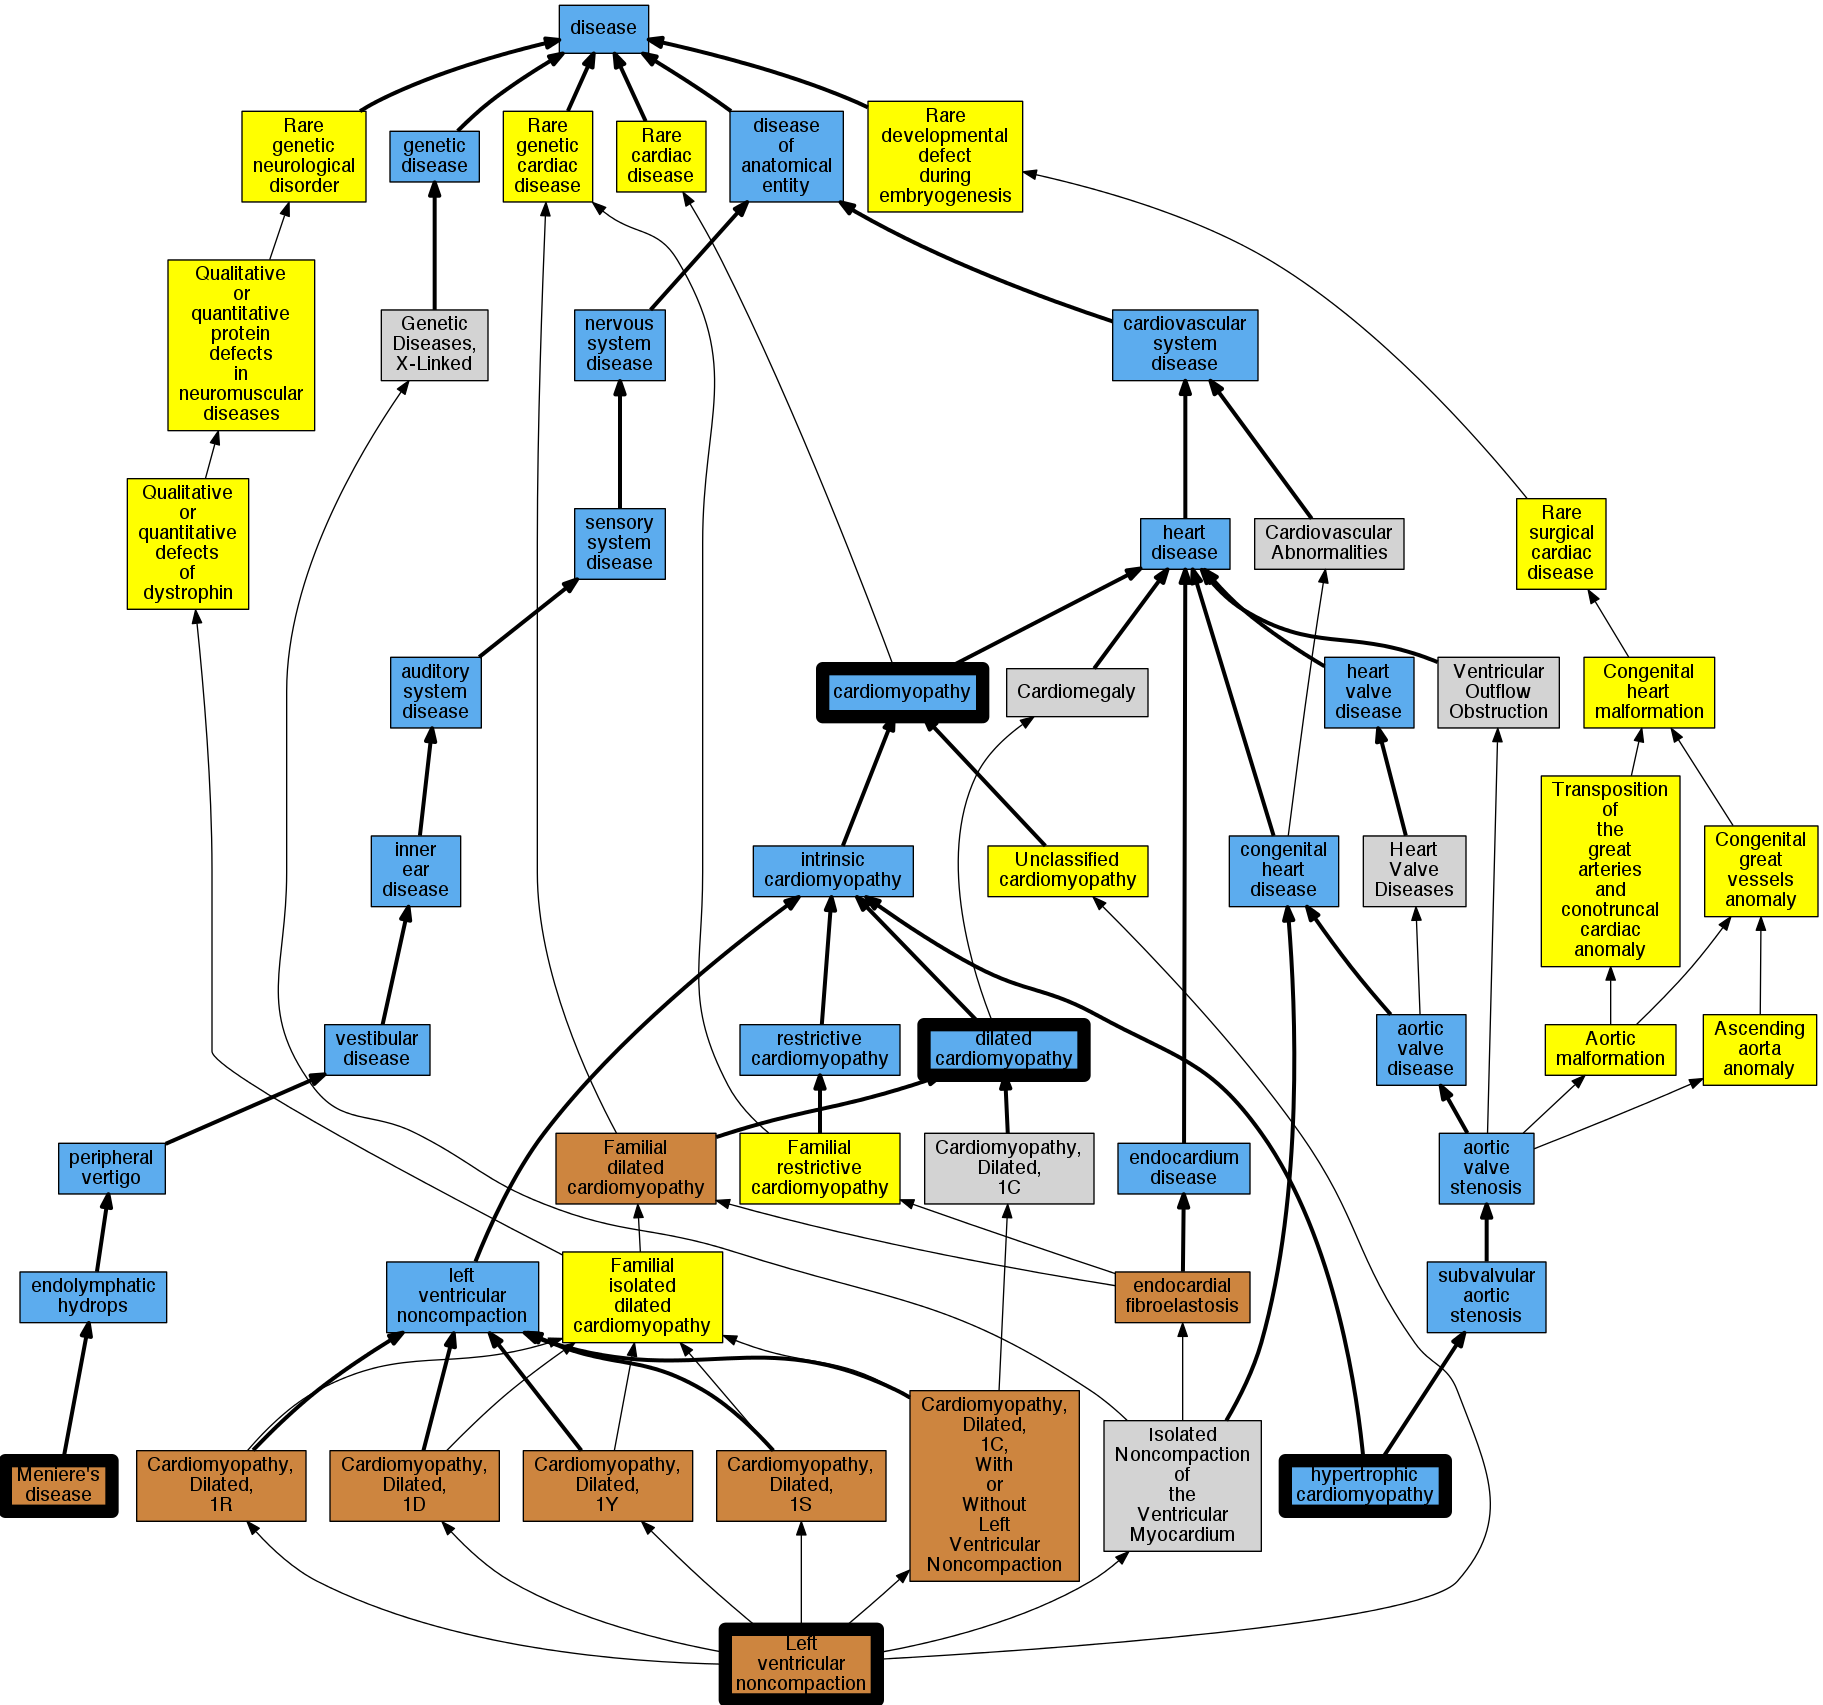 disease
Rare
genetic
neurological
disorder
genetic
disease
Rare
genetic
cardiac
disease
Rare
cardiac
disease
disease
of
anatomical
entity
Rare
developmental
defect
during
embryogenesis
Qualitative
or
quantitative
protein
defects
in
neuromuscular
diseases
Genetic
Diseases,
X-Linked
nervous
system
disease
cardiovascular
system
disease
Qualitative
or
quantitative
defects
of
dystrophin
sensory
system
disease
heart
disease
Cardiovascular
Abnormalities
Rare
surgical
cardiac
disease
auditory
system
disease
cardiomyopathy
Cardiomegaly
heart
valve
disease
Ventricular
Outflow
Obstruction
Congenital
heart
malformation
inner
ear
disease
intrinsic
cardiomyopathy
Unclassified
cardiomyopathy
congenital
heart
disease
Heart
Valve
Diseases
Transposition
of
the
great
arteries
and
conotruncal
cardiac
anomaly
Congenital
great
vessels
anomaly
vestibular
disease
restrictive
cardiomyopathy
dilated
cardiomyopathy
aortic
valve
disease
Aortic
malformation
Ascending
aorta
anomaly
peripheral
vertigo
Familial
dilated
cardiomyopathy
Familial
restrictive
cardiomyopathy
Cardiomyopathy,
Dilated,
1C
endocardium
disease
aortic
valve
stenosis
endolymphatic
hydrops
left
ventricular
noncompaction
Familial
isolated
dilated
cardiomyopathy
endocardial
fibroelastosis
subvalvular
aortic
stenosis
Meniere's
disease
Cardiomyopathy,
Dilated,
1R
Cardiomyopathy,
Dilated,
1D
Cardiomyopathy,
Dilated,
1Y
Cardiomyopathy,
Dilated,
1S
Cardiomyopathy,
Dilated,
1C,
With
or
Without
Left
Ventricular
Noncompaction
Isolated
Noncompaction
of
the
Ventricular
Myocardium
hypertrophic
cardiomyopathy
Left
ventricular
noncompaction